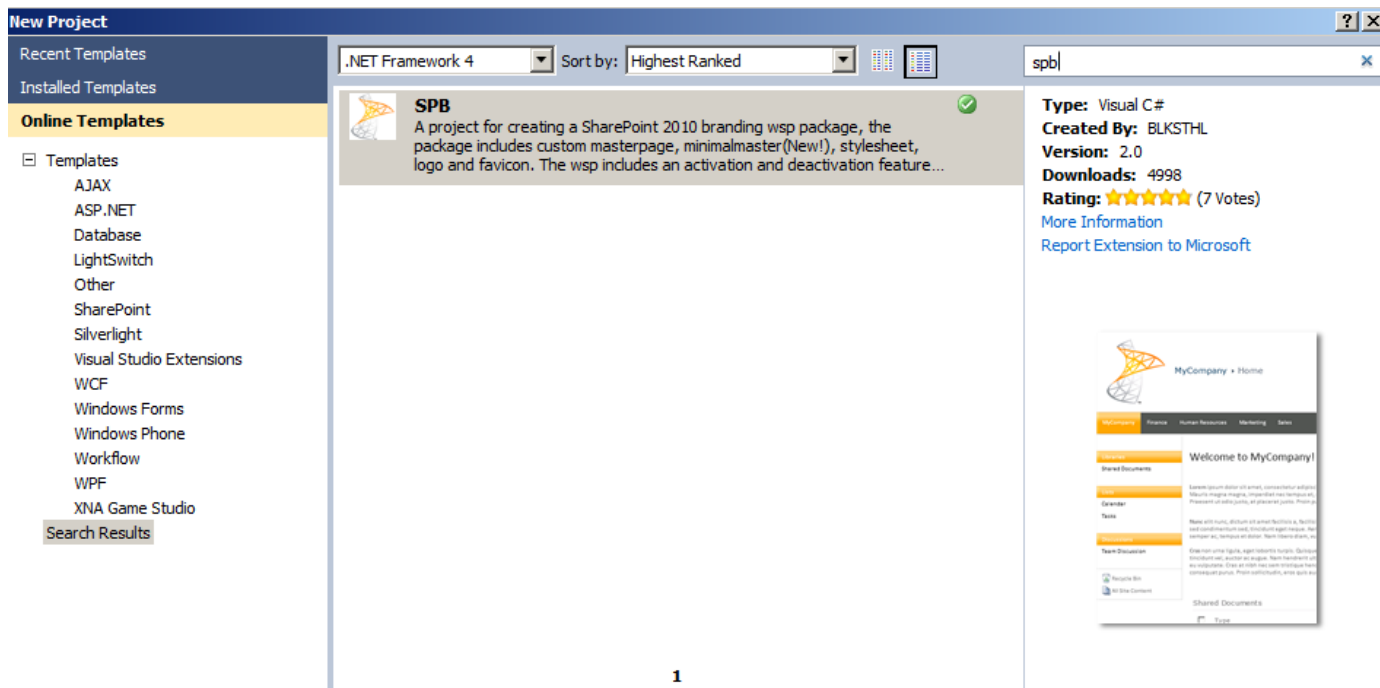 New Project
Recent Templates
Installed Templates
Online Templates
Templates
AJAX
ASP.NET
Database
LightSwitch
Other
SharePoint
Silverlight
Visual Studio Extensions
WCF
Windows Forms
Windows Phone
Workflow
WPF
XNA Game Studio
Search Results
.NET Framework 4
Sort by: Highest Ranked
SPB
A project for creating a SharePoint 2010 branding wsp package, the
package includes custom masterpage, minimalmaster(New!), stylesheet,
logo and favicon. The wsp includes an activation and deactivation feature...
1
spb
Type: Visual C#
Created By: BLKSTHL
Version: 2.0
Downloads: 4998
Rating: (7 Votes)
More Information
Report Extension to Microsoft
MyCompany › Home
MyCompany Finance Human Resources Marketing Sales
Shared Documents
Calendar
Tasks
Team Discussion
Recycle Bin
All Site Content
Welcome to MyCompany!
Shared Documents
Type